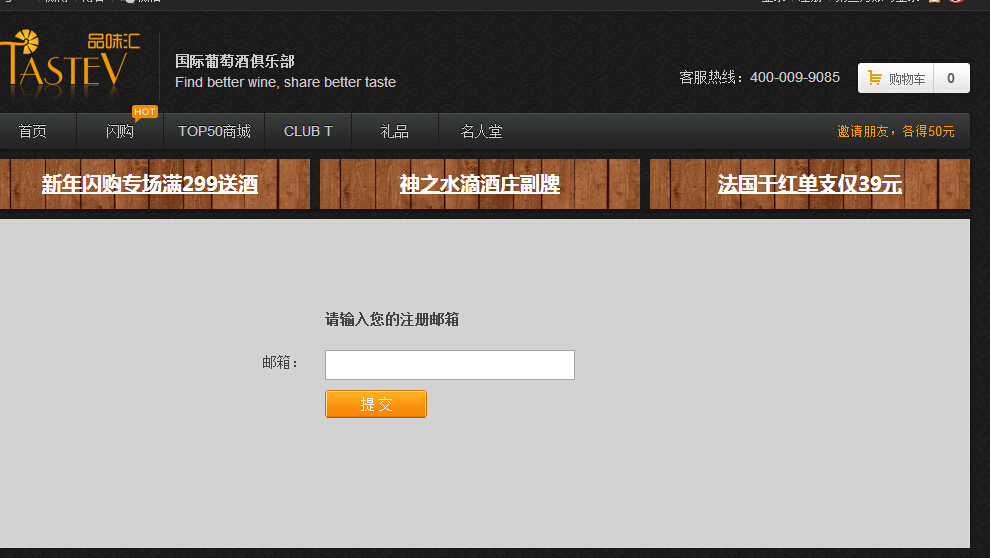 品味汇
TASTEV
国际葡萄酒俱乐部
Find better wine, share better taste
客服热线：400-009-9085
购物车 0
HOT
首页 闪购 TOP50商城 CLUB T 礼品 名人堂 邀请朋友，各得50元
新年闪购专场满299送酒 神之水滴酒庄副牌 法国干红单支仅39元
请输入您的注册邮箱
邮箱：
提 交